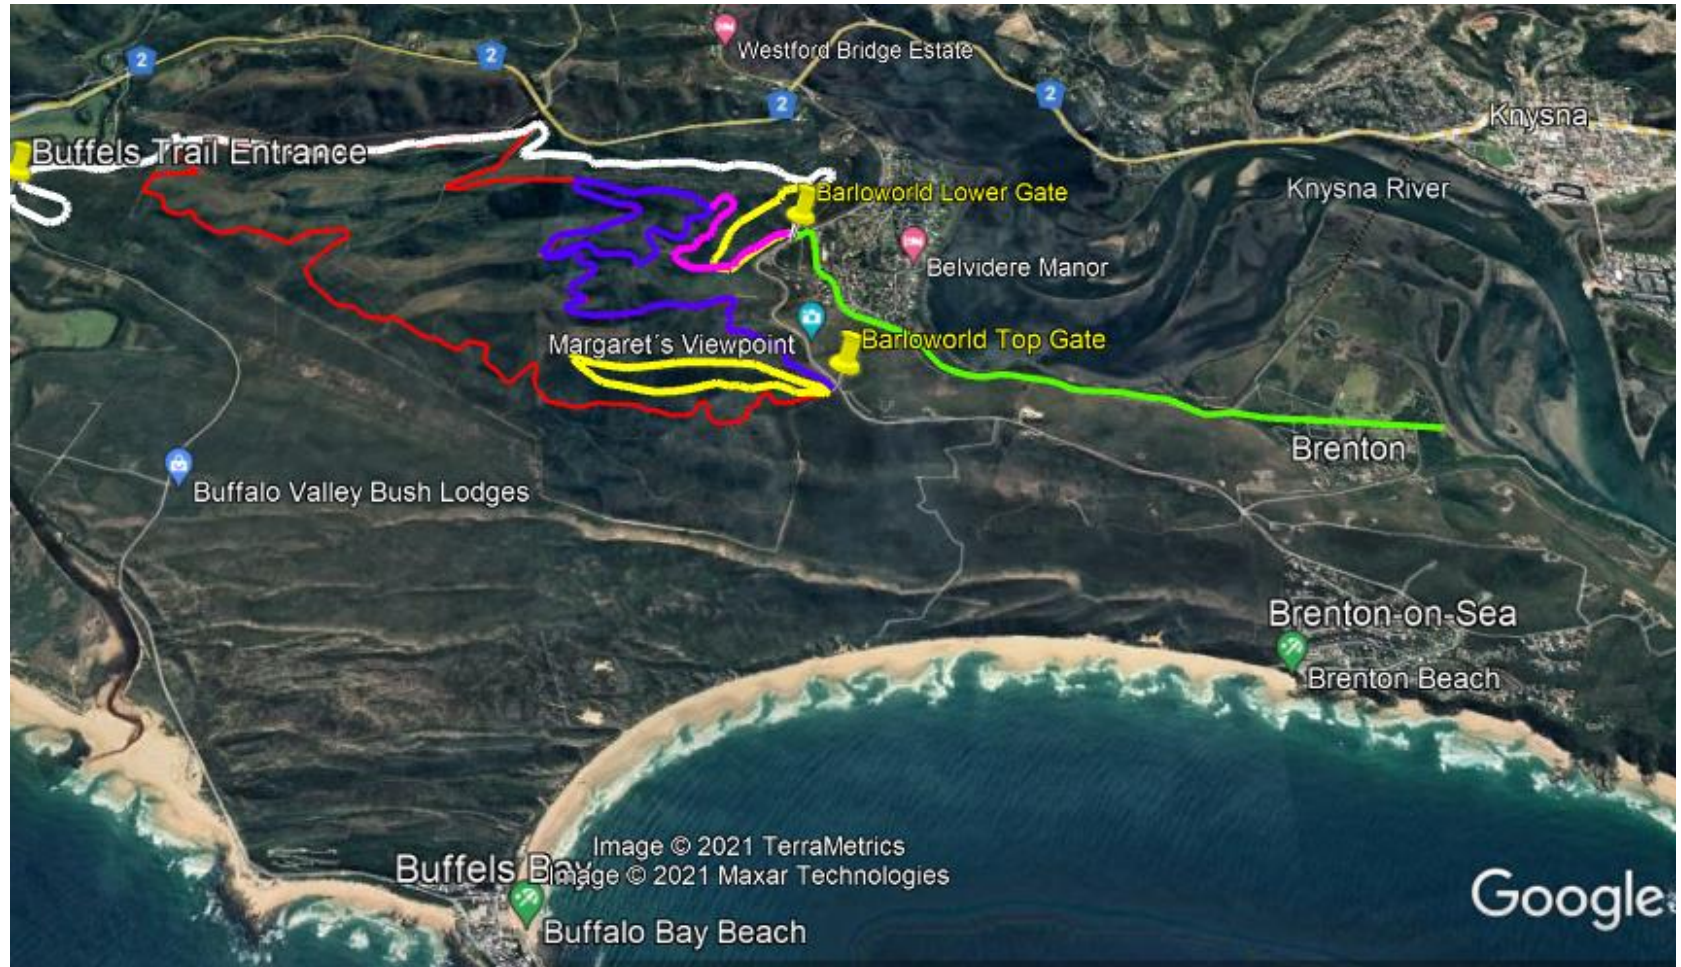 2
2
Westford Bridge Estate
2
2
Knysna
Buffels Trail Entrance
Barloworld Lower Gate
Knysna River
Belvidere Manor
Margaret's Viewpoint
Barloworld Top Gate
Brenton
Buffalo Valley Bush Lodges
Brenton-on-Sea
Brenton Beach
Image © 2021 TerraMetrics
Buffels Bay
Image © 2021 Maxar Technologies
Google
Buffalo Bay Beach